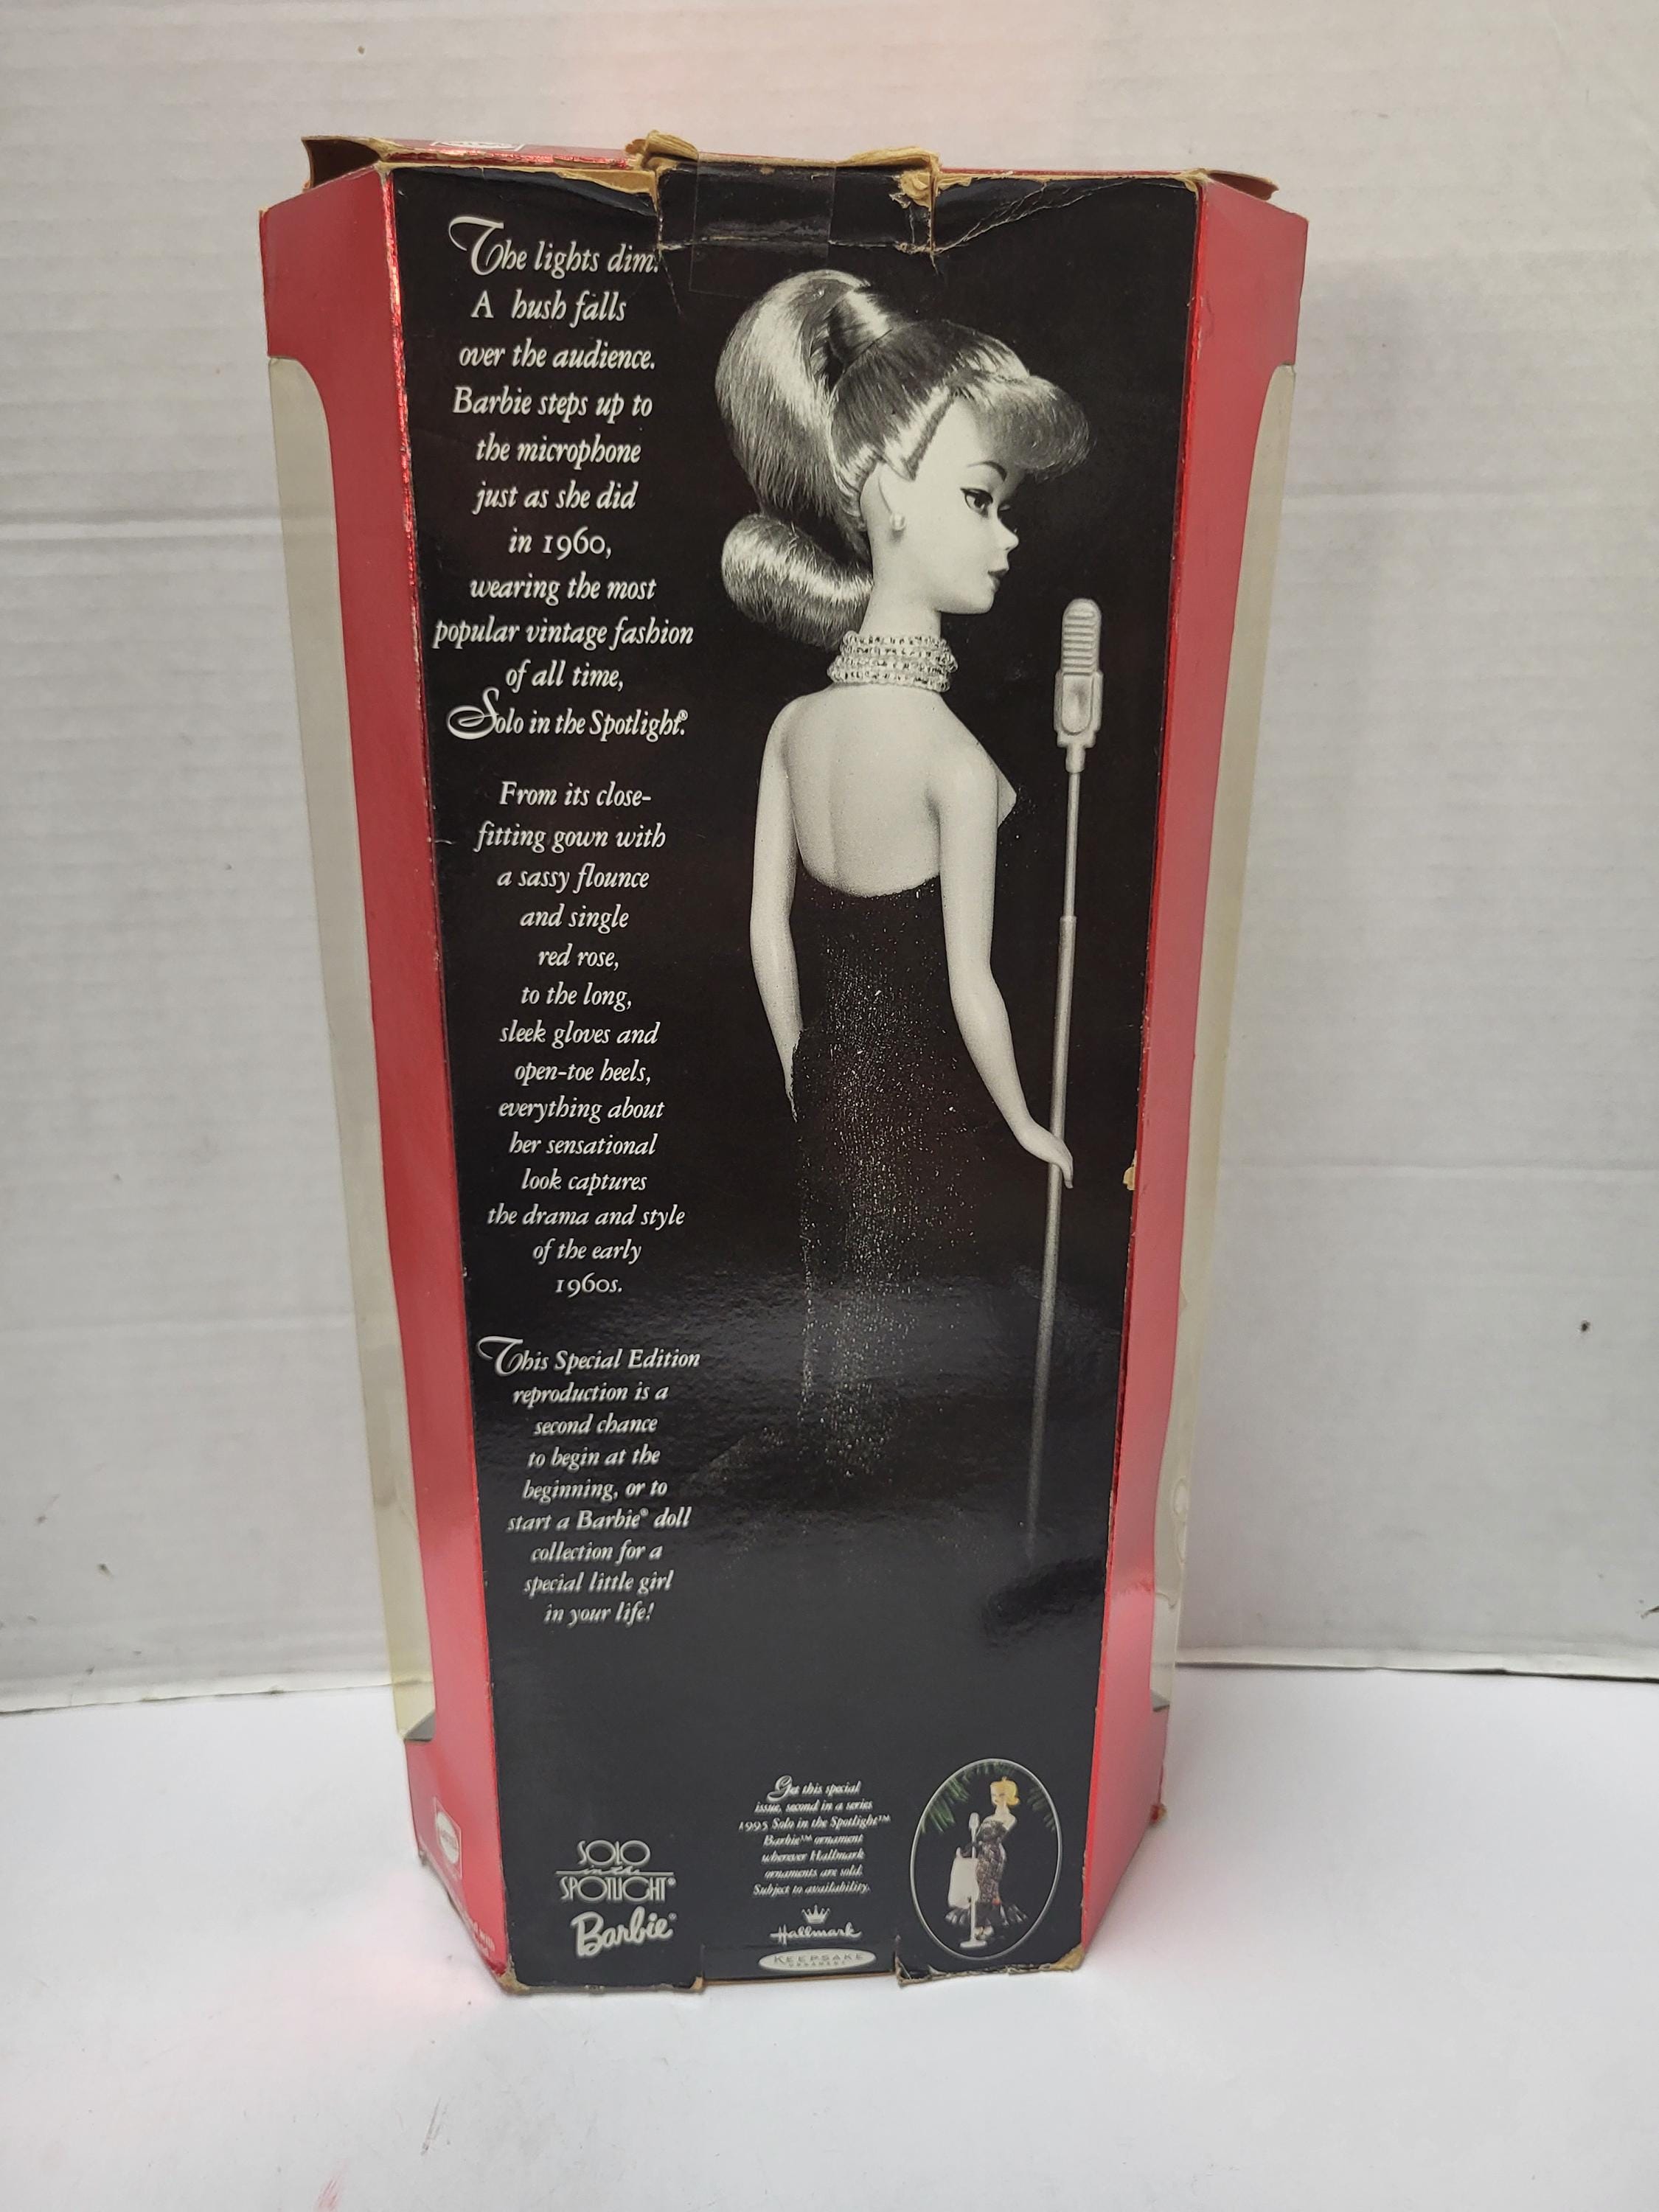 The lights dim.
A hush falls
over the audience.
Barbie steps up to
the microphone
just as she did
in 1960,
wearing the most
popular vintage fashion
of all time,
Solo in the Spotlight®.
From its close-
fitting gown with
a sassy flounce
and single
red rose,
to the long,
sleek gloves and
open-toe heels,
everything about
her sensational
look captures
the drama and style
of the early
1960s.
This Special Edition
reproduction is a
second chance
to begin at the
beginning, or to
start a Barbie® doll
collection for a
special little girl
in your life!
SOLO
in the
SPOTLIGHT®
Barbie®
Get this special
issue, second in a series
1995 Solo in the Spotlight™
Barbie™ ornament
wherever Hallmark
ornaments are sold.
Subject to availability.
Hallmark
KEEPSAKE